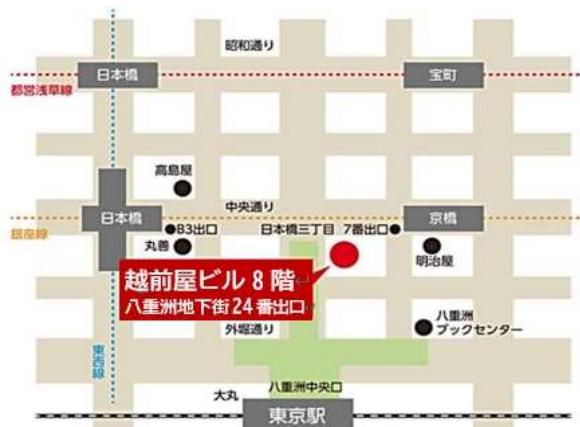 昭和通り
日本橋
宝町
都営浅草線
高島屋
中央通り
日本橋
B3出口
日本橋三丁目
7番出口
京橋
銀座線
丸善
明治屋
越前屋ビル 8 階
八重洲地下街 24 番出口
外堀通り
八重洲
ブックセンター
東西線
大丸
八重洲中央口
東京駅